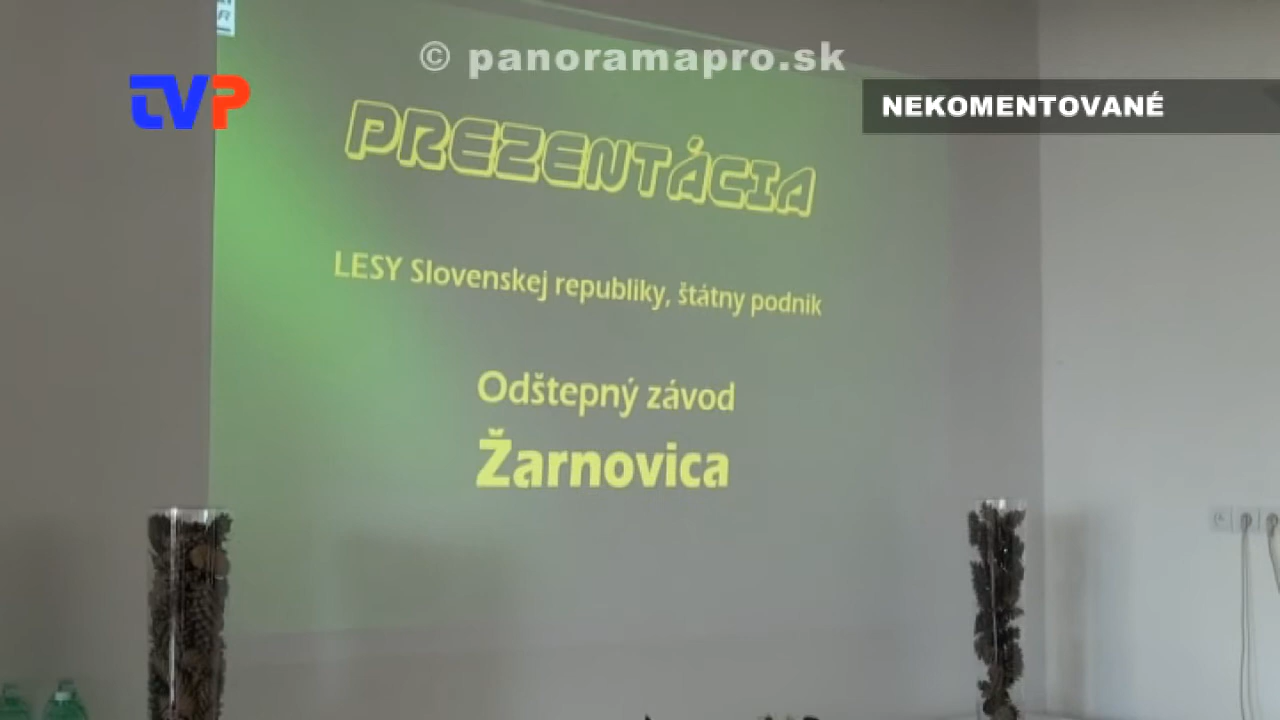 © panoramapro.sk
TVP
NEKOMENTOVANÉ
PREZENTÁCIA
LESY Slovenskej republiky, štátny podnik
Odštepný závod
Žarnovica